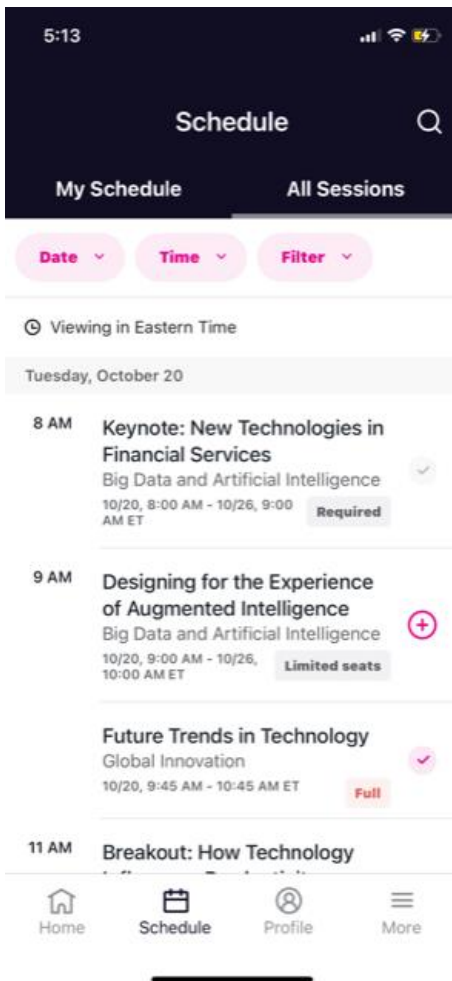 5:13
Schedule
My Schedule All Sessions
Date Time Filter
Viewing in Eastern Time
Tuesday, October 20
8 AM Keynote: New Technologies in
Financial Services
Big Data and Artificial Intelligence
10/20, 8:00 AM - 10/26, 9:00
AM ET Required
9 AM Designing for the Experience
of Augmented Intelligence
Big Data and Artificial Intelligence
10/20, 9:00 AM - 10/26,
10:00 AM ET Limited seats
Future Trends in Technology
Global Innovation
10/20, 9:45 AM - 10:45 AM ET Full
11 AM Breakout: How Technology
Home Schedule Profile More